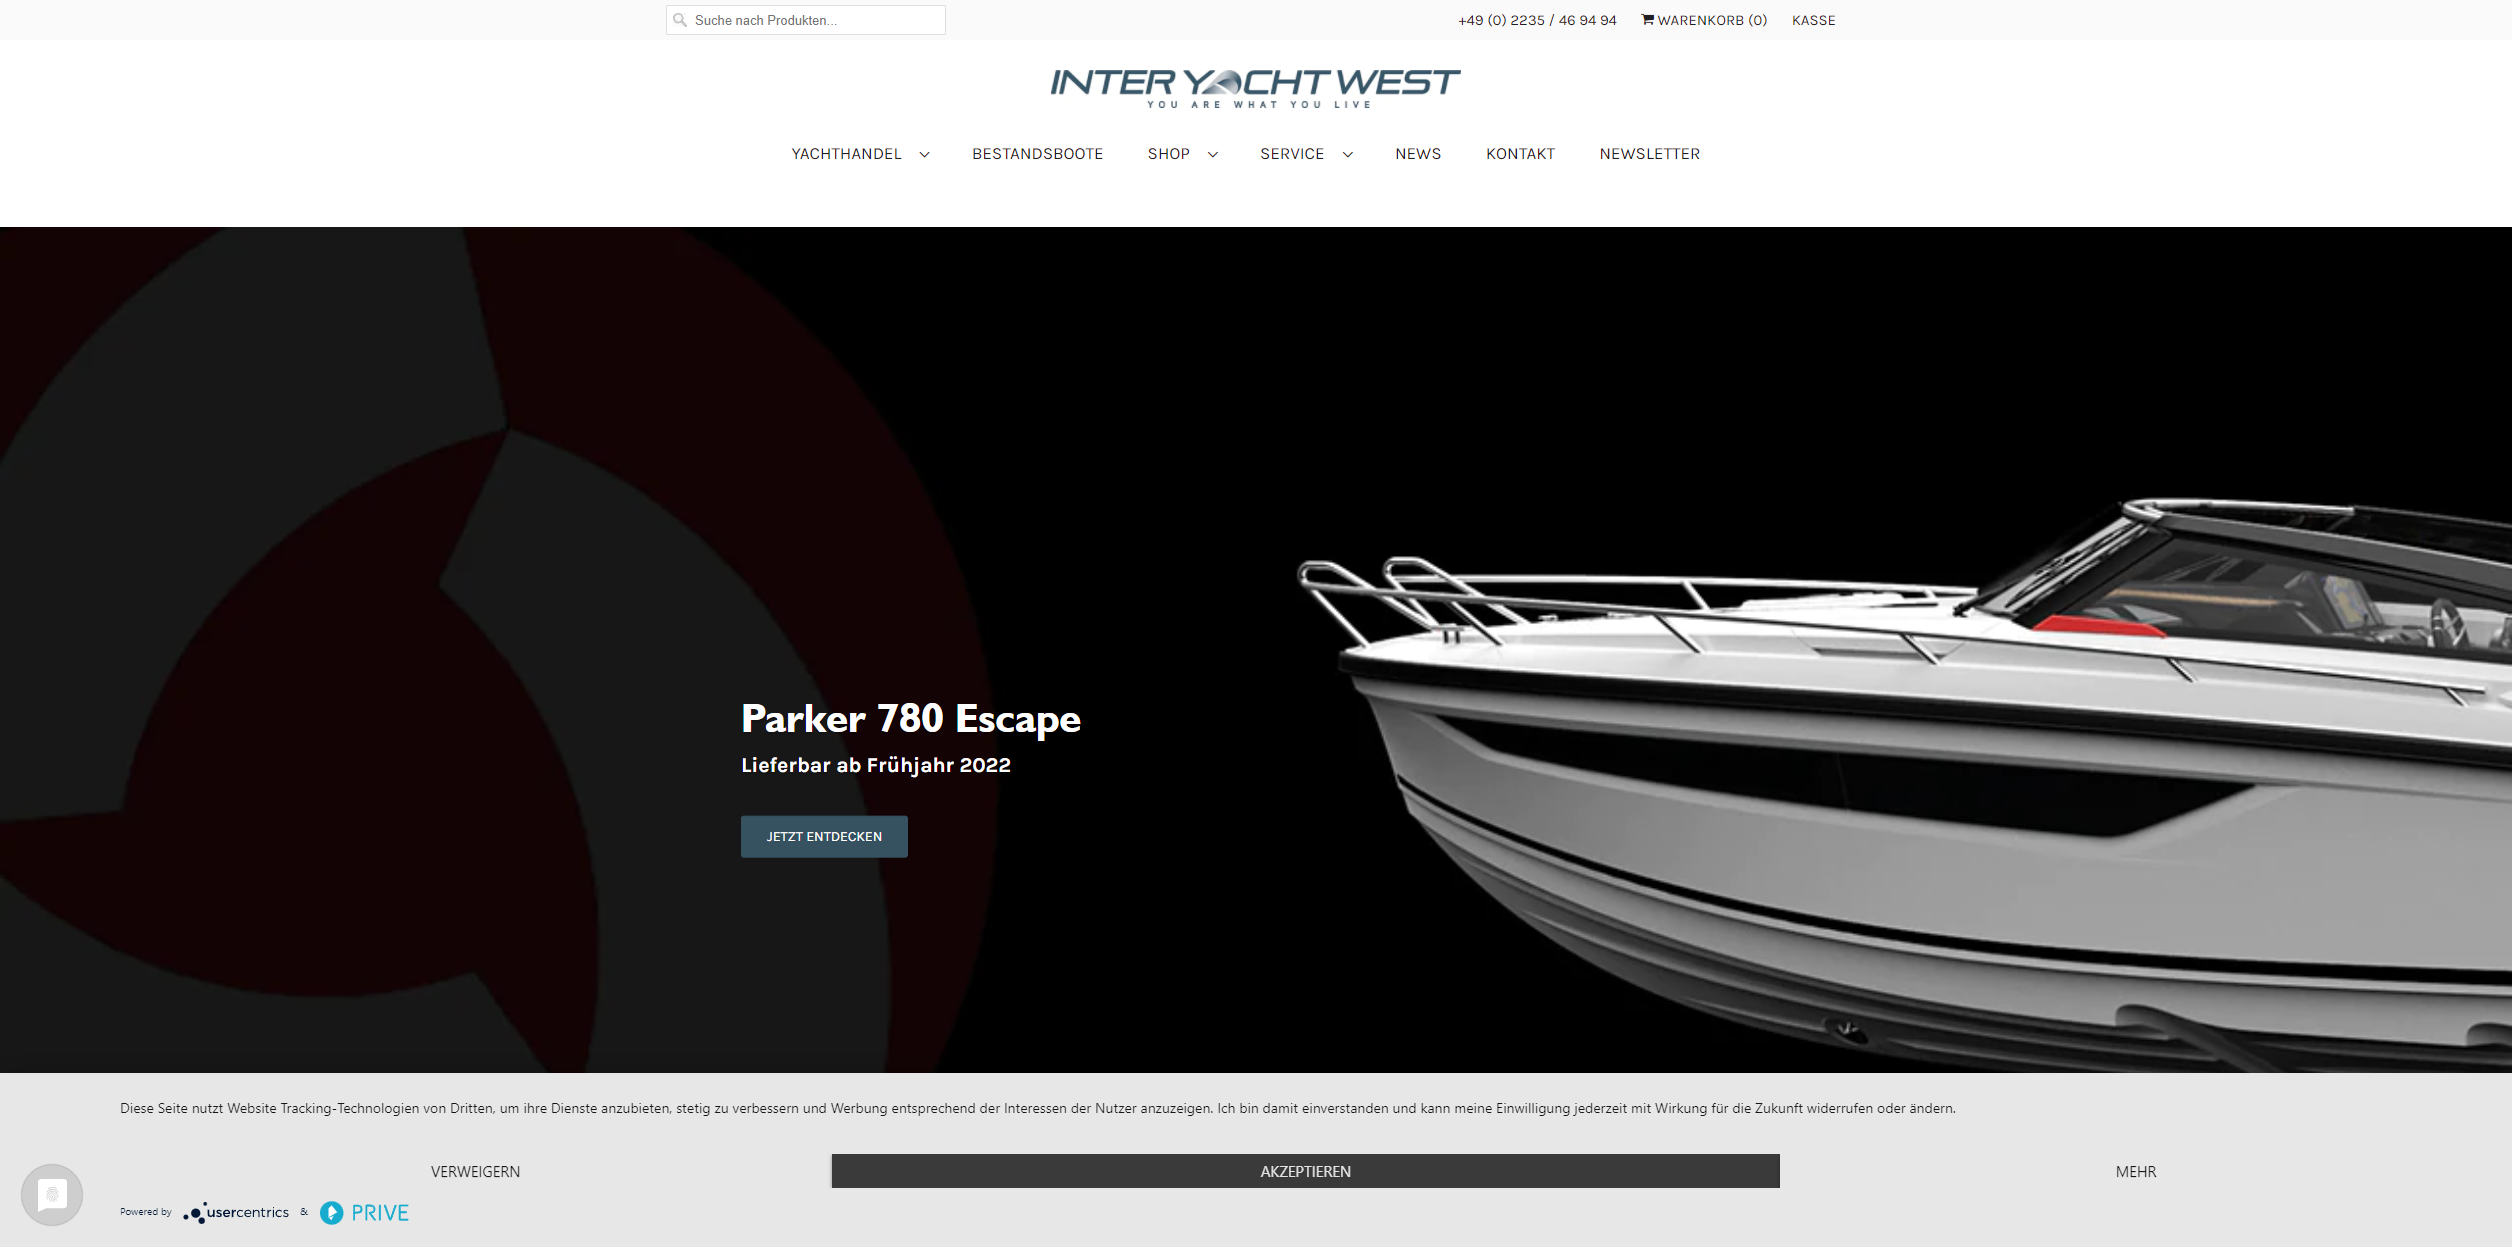 Suche nach Produkten...
+49 (0) 2235 / 46 94 94 WARENKORB (0) KASSE
INTER YACHT WEST
YOU ARE WHAT YOU LIVE
YACHTHANDEL BESTANDSBOOTE SHOP SERVICE NEWS KONTAKT NEWSLETTER
Parker 780 Escape
Lieferbar ab Frühjahr 2022
JETZT ENTDECKEN
Diese Seite nutzt Website Tracking-Technologien von Dritten, um ihre Dienste anzubieten, stetig zu verbessern und Werbung entsprechend der Interessen der Nutzer anzuzeigen. Ich bin damit einverstanden und kann meine Einwilligung jederzeit mit Wirkung für die Zukunft widerrufen oder ändern.
VERWEIGERN AKZEPTIEREN MEHR
Powered by usercentrics & PRIVE